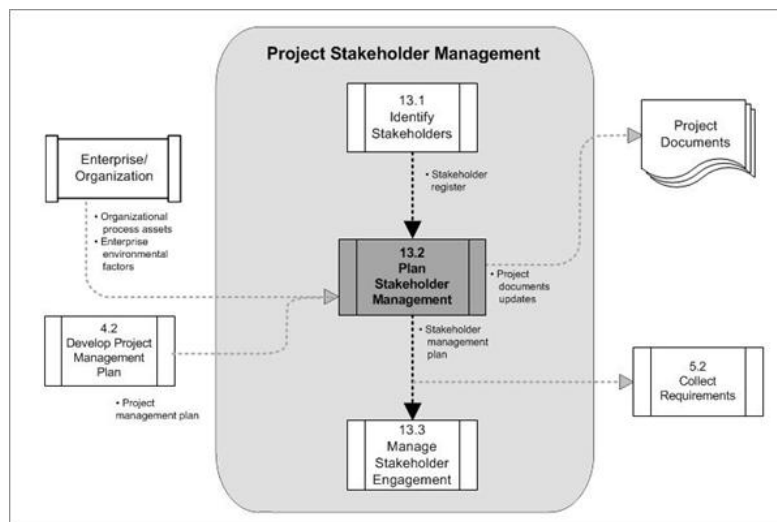 Project Stakeholder Management
13.1
Identify
Stakeholders
Enterprise/
Organization
Project
Documents
• Stakeholder
register
• Organizational
process assets
• Enterprise
environmental
factors
13.2
Plan
Stakeholder
Management
• Project
documents
updates
4.2
Develop Project
Management
Plan
• Stakeholder
management
plan
5.2
Collect
Requirements
• Project
management plan
13.3
Manage
Stakeholder
Engagement